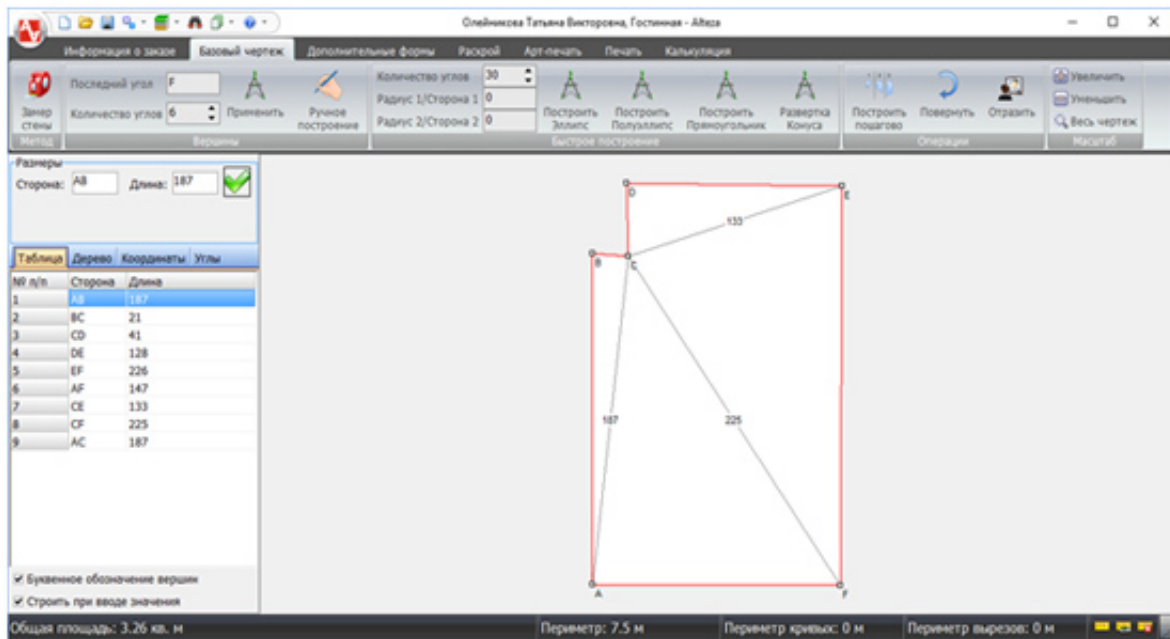 Олейникова Татьяна Викторовна, Гостинная - Alteza
Информация о заказе Базовый чертеж Дополнительные формы Раскрой Арт-печать Печать Калькуляция
Замер стены
Метод
Последний угол F
Количество углов 6
Применить
Ручное построение
Вершины
Количество углов 30
Радиус 1/Сторона 1 0
Радиус 2/Сторона 2 0
Построить Эллипс
Построить Полуэллипс
Построить Прямоугольник
Развертка Конуса
Быстрое построение
Построить пошагово
Повернуть
Отразить
Операции
Увеличить
Уменьшить
Весь чертеж
Масштаб
Размеры
Сторона: AB Длина: 187
Таблица Дерево Координаты Углы
№ п/п Сторона Длина
1 AB 187
2 BC 21
3 CD 41
4 DE 128
5 EF 226
6 AF 147
7 CE 133
8 CF 225
9 AC 187
Буквенное обозначение вершин
Строить при вводе значения
D
E
133
B
C
187
225
A
F
Общая площадь: 3.26 кв. м Периметр: 7.5 м Периметр кривых: 0 м Периметр вырезов: 0 м